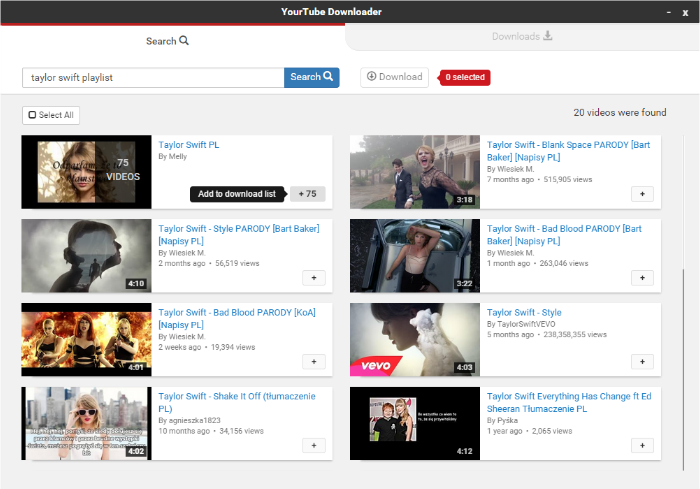 YourTube Downloader
Search
Downloads
taylor swift playlist
Search
Download
0 selected
Select All
20 videos were found
75
VIDEOS
Taylor Swift PL
By Melly
Add to download list
+ 75
3:18
Taylor Swift - Blank Space PARODY [Bart
Baker] [Napisy PL]
By Wiesiek M.
7 months ago • 515,905 views
+
4:10
Taylor Swift - Style PARODY [Bart Baker]
[Napisy PL]
By Wiesiek M.
2 months ago • 56,519 views
+
3:22
Taylor Swift - Bad Blood PARODY [Bart
Baker] [Napisy PL]
By Wiesiek M.
1 month ago • 263,046 views
+
4:01
Taylor Swift - Bad Blood PARODY [KoA]
[Napisy PL]
By Wiesiek M.
2 weeks ago • 19,394 views
+
vevo
4:03
Taylor Swift - Style
By TaylorSwiftVEVO
5 months ago • 238,358,355 views
+
4:02
Taylor Swift - Shake It Off (tłumaczenie
PL)
By agnieszka1823
10 months ago • 34,156 views
+
4:12
Taylor Swift Everything Has Change ft Ed
Sheeran Tłumaczenie PL
By Pyśka
1 year ago • 2,065 views
+